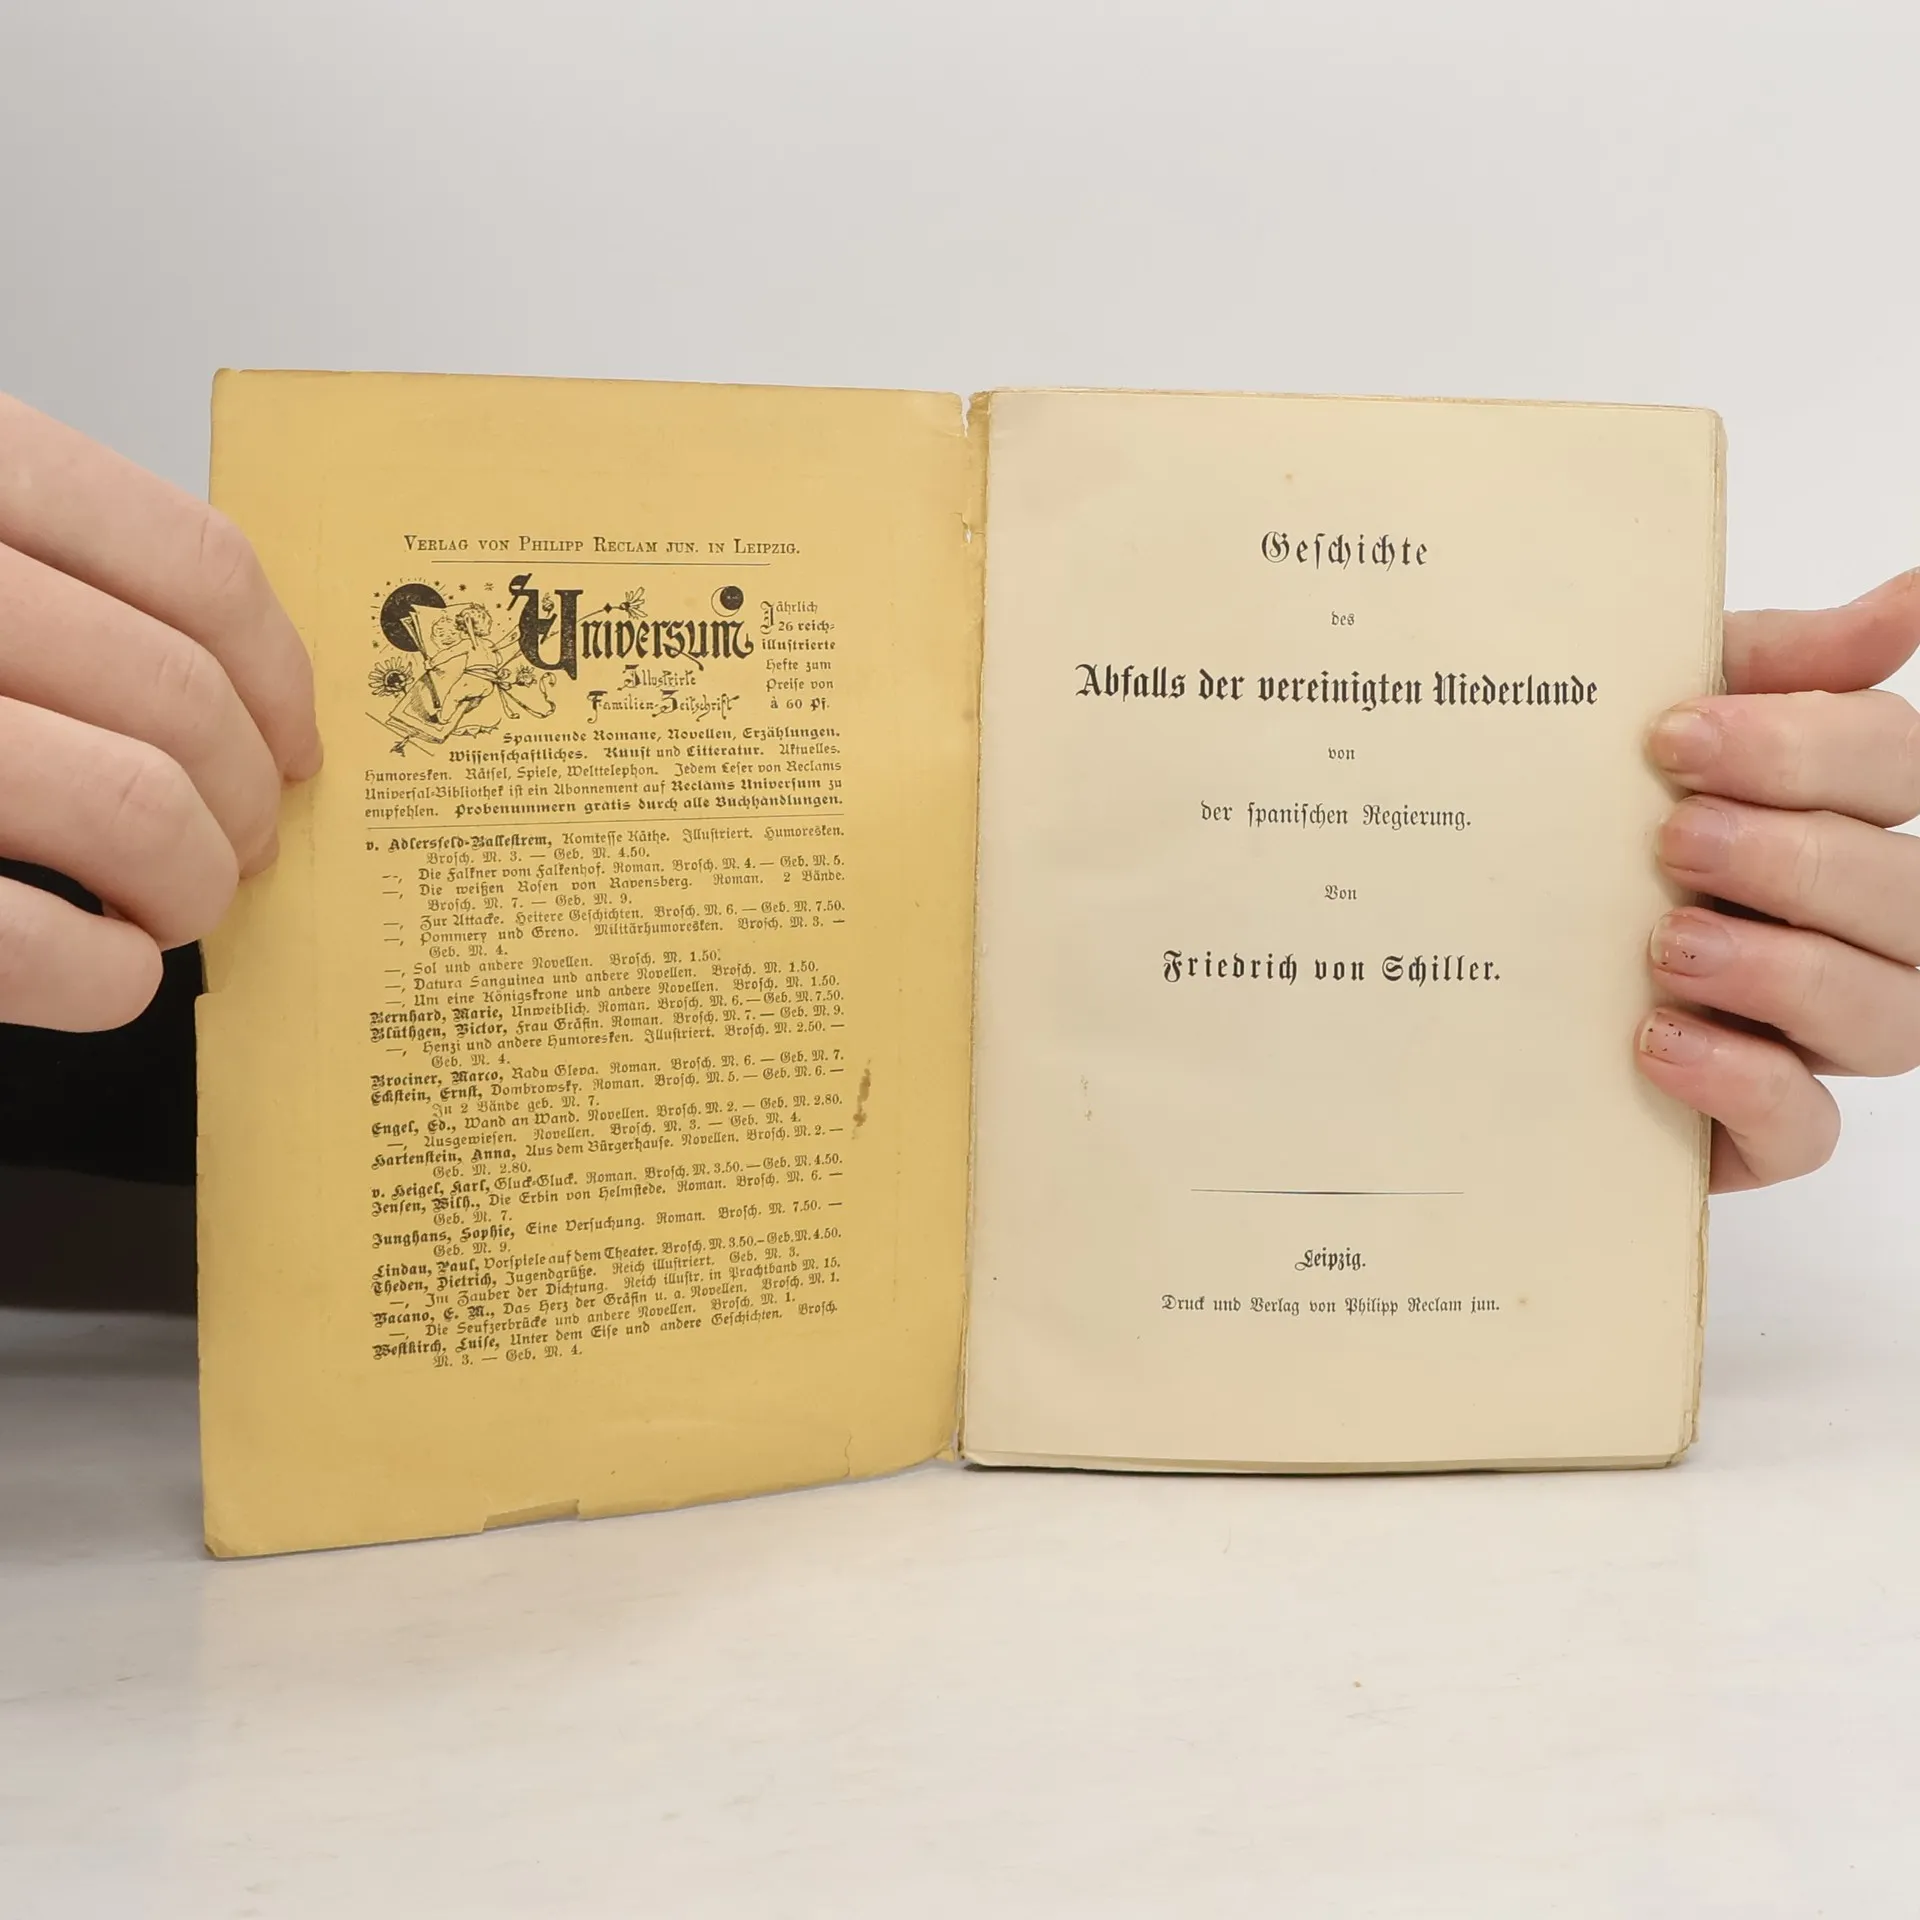 VERLAG VON PHILIPP RECLAM JUN. IN LEIPZIG.
Universum
Illustrirte
Familien-Zeitschrift
Jährlich
26 reich-
illuſtrierte
Hefte zum
Preiſe von
à 60 Pf.
Spannende Romane, Novellen, Erzählungen.
Wiſſenſchaftliches. Kunſt und Litteratur. Aktuelles.
Humoresken. Rätſel, Spiele, Welttelephon. Jedem Leſer von Reclams
Univerſal-Bibliothek iſt ein Abonnement auf Reclams Univerſum zu
empfehlen. Probenummern gratis durch alle Buchhandlungen.
v. Adlersfeld-Balleſtrem, Komteſſe Käthe. Illuſtriert. Humoresken.
Broſch. M. 3. — Geb. M. 4.50.
—, Die Falkner vom Falkenhof. Roman. Broſch. M. 4. — Geb. M. 5.
—, Die weißen Roſen von Ravensberg. Roman. 2 Bände.
Broſch. M. 7. — Geb. M. 9.
—, Zur Attacke. Heitere Geſchichten. Broſch. M. 6. — Geb. M. 7.50.
—, Pommery und Greno. Militärhumoresken. Broſch. M. 3. —
Geb. M. 4.
—, Sol und andere Novellen. Broſch. M. 1.50.
—, Datura Sanguinea und andere Novellen. Broſch. M. 1.50.
—, Um eine Königskrone und andere Novellen. Broſch. M. 1.50.
Bernhard, Marie, Unweiblich. Roman. Broſch. M. 6. — Geb. M. 7.50.
Blüthgen, Victor, Frau Gräfin. Roman. Broſch. M. 7. — Geb. M. 9.
—, Henzi und andere Humoresken. Illuſtriert. Broſch. M. 2.50. —
Geb. M. 4.
Brociner, Marco, Radu Gleva. Roman. Broſch. M. 6. — Geb. M. 7.
Eckſtein, Ernſt, Dombrowsky. Roman. Broſch. M. 5. — Geb. M. 6. —
In 2 Bände geb. M. 7.
Engel, Ed., Wand an Wand. Novellen. Broſch. M. 2. — Geb. M. 2.80.
—, Ausgewieſen. Novellen. Broſch. M. 3. — Geb. M. 4.
Hartenſtein, Anna, Aus dem Bürgerhauſe. Novellen. Broſch. M. 2. —
Geb. M. 2.80.
v. Heigel, Karl, Gluck-Gluck. Roman. Broſch. M. 3.50. — Geb. M. 4.50.
Jenſen, Wilh., Die Erbin von Helmſtede. Roman. Broſch. M. 6. —
Geb. M. 7.
Junghans, Sophie, Eine Verſuchung. Roman. Broſch. M. 7.50. —
Geb. M. 9.
Lindau, Paul, Vorſpiele auf dem Theater. Broſch. M. 3.50. — Geb. M. 4.50.
Theden, Dietrich, Jugendgrüße. Reich illuſtriert. Geb. M. 3.
—, Im Zauber der Dichtung. Reich illuſtr. in Prachtband M. 15.
Vacano, E. M., Das Herz der Gräfin u. a. Novellen. Broſch. M. 1.
—, Die Seufzerbrücke und andere Novellen. Broſch. M. 1.
Weſtkirch, Luiſe, Unter dem Eiſe und andere Geſchichten. Broſch.
M. 3. — Geb. M. 4.
Geſchichte
des
Abfalls der vereinigten Niederlande
von
der ſpaniſchen Regierung.
Von
Friedrich von Schiller.
Leipzig.
Druck und Verlag von Philipp Reclam jun.